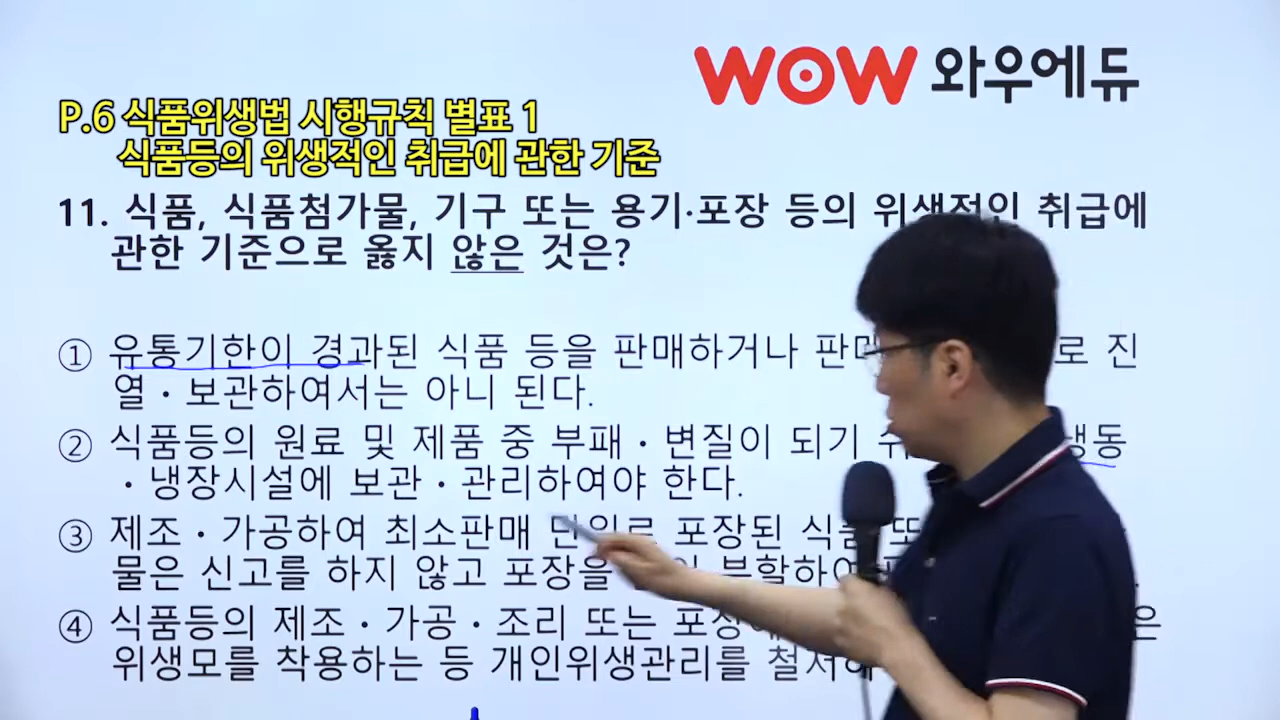 WOW 와우에듀
P.6 식품위생법 시행규칙 별표 1
식품등의 위생적인 취급에 관한 기준
11. 식품, 식품첨가물, 기구 또는 용기·포장 등의 위생적인 취급에
관한 기준으로 옳지 않은 것은?
① 유통기한이 경과된 식품 등을 판매하거나 로 진
열·보관하여서는 아니 된다.
② 식품등의 원료 및 제품 중 부패·변질이 되기 냉동
·냉장시설에 보관·관리하여야 한다.
③ 제조·가공하여 최소판매 단위로 포장된 식품
물은 신고를 하지 않고 포장을 분할하여
④ 식품등의 제조·가공·조리 또는 은
위생모를 착용하는 등 개인위생관리를